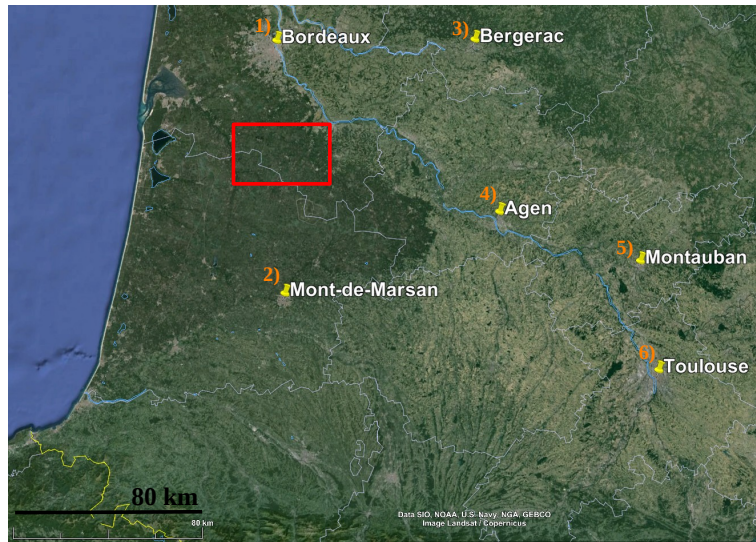 1) Bordeaux
3) Bergerac
4) Agen
5) Montauban
2) Mont-de-Marsan
6) Toulouse
80 km
80 km
Data SIO, NOAA, U.S. Navy, NGA, GEBCO
Image Landsat / Copernicus